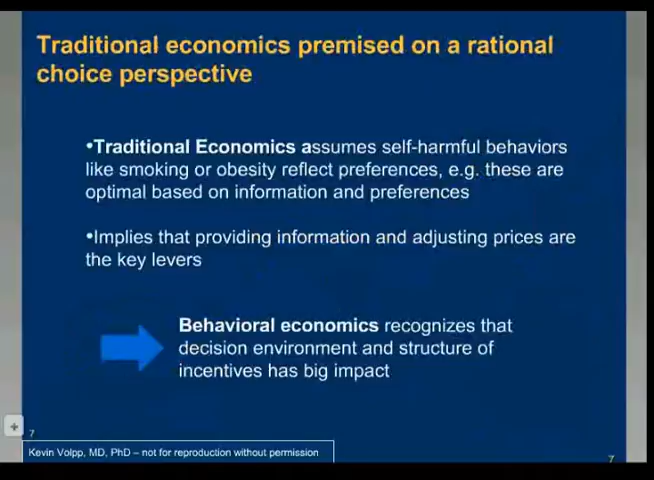 Traditional economics premised on a rational
choice perspective
•Traditional Economics assumes self-harmful behaviors
like smoking or obesity reflect preferences, e.g. these are
optimal based on information and preferences
•Implies that providing information and adjusting prices are
the key levers
Behavioral economics recognizes that
decision environment and structure of
incentives has big impact
7
Kevin Volpp, MD, PhD – not for reproduction without permission
7